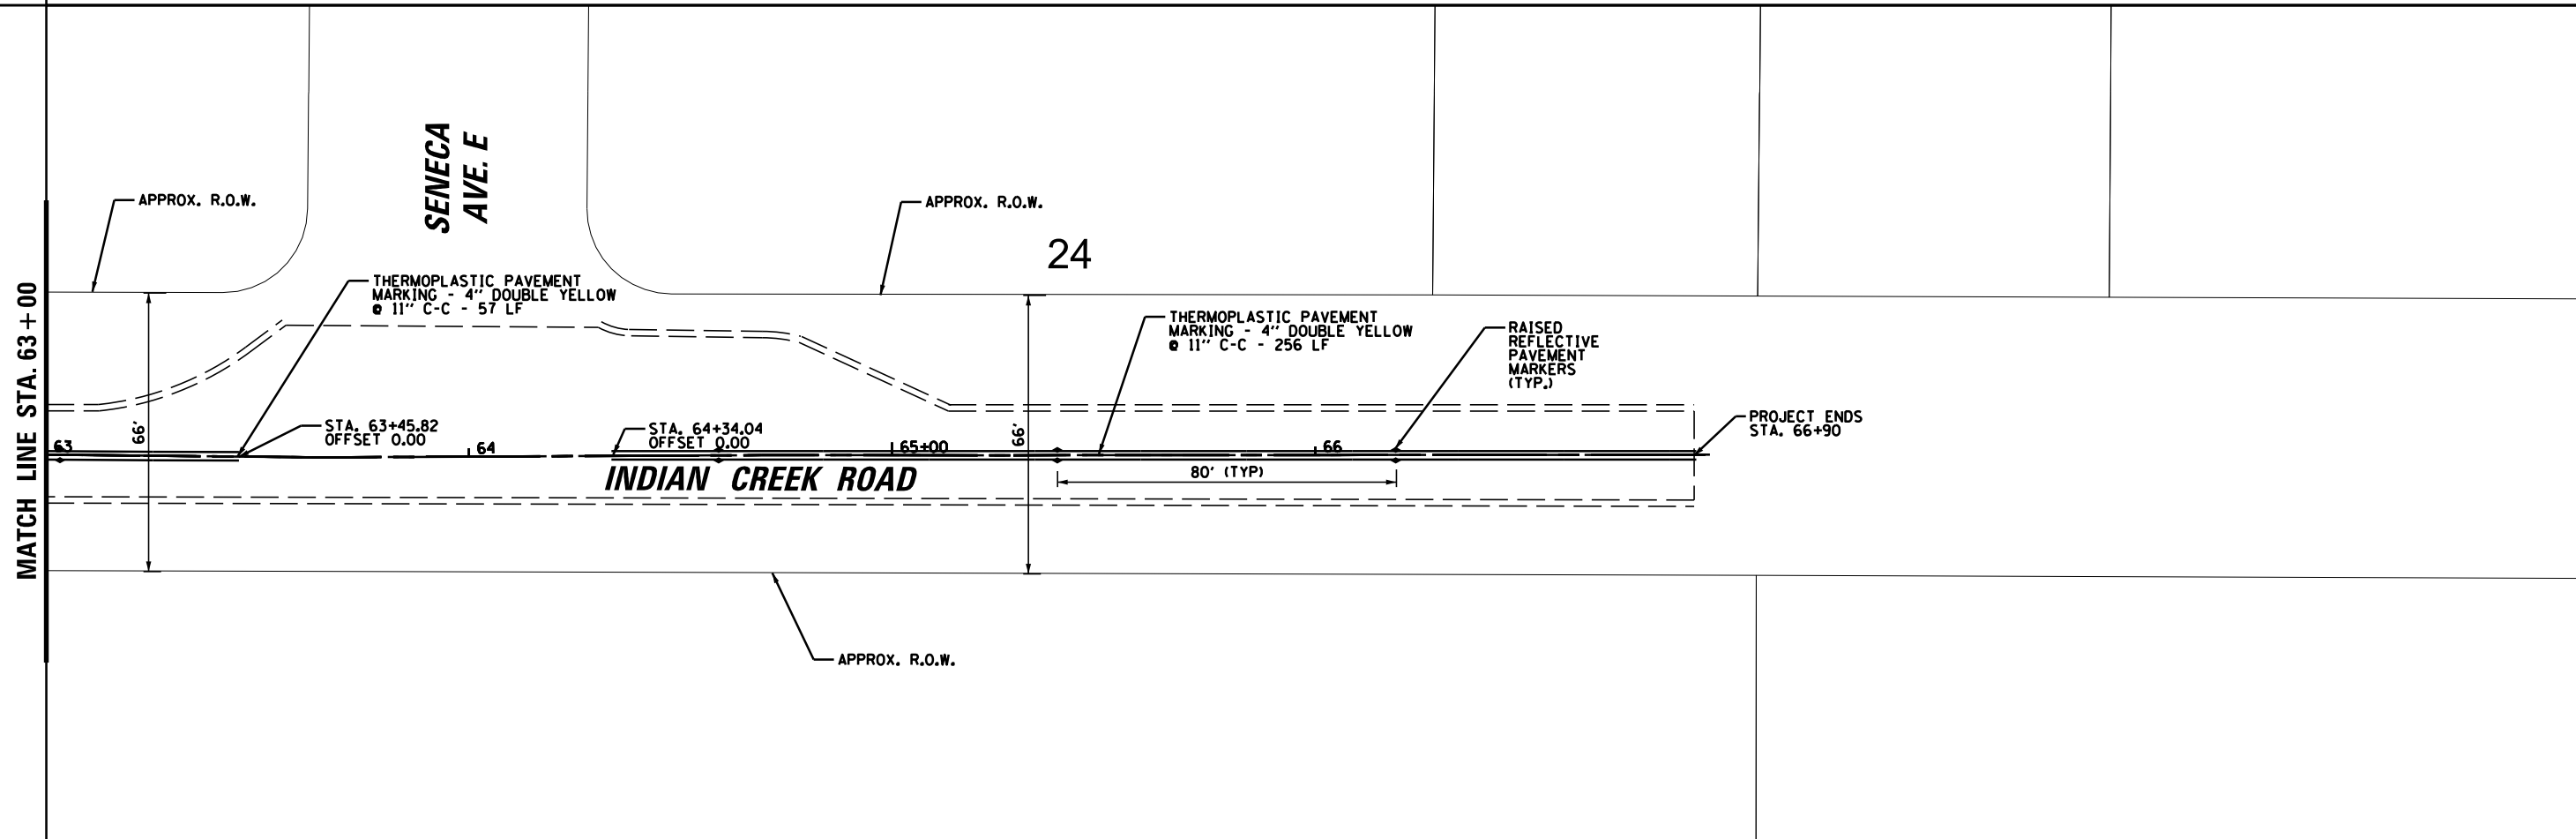 SENECA
AVE. E
APPROX. R.O.W.
APPROX. R.O.W.
24
THERMOPLASTIC PAVEMENT
MARKING - 4'' DOUBLE YELLOW
@ 11'' C-C - 57 LF
THERMOPLASTIC PAVEMENT
MARKING - 4'' DOUBLE YELLOW
@ 11'' C-C - 256 LF
RAISED
REFLECTIVE
PAVEMENT
MARKERS
(TYP.)
MATCH LINE STA. 63+00
66'
STA. 63+45.82
OFFSET 0.00
STA. 64+34.04
OFFSET 0.00
66'
PROJECT ENDS
STA. 66+90
63
64
65+00
66
INDIAN CREEK ROAD
80' (TYP)
APPROX. R.O.W.